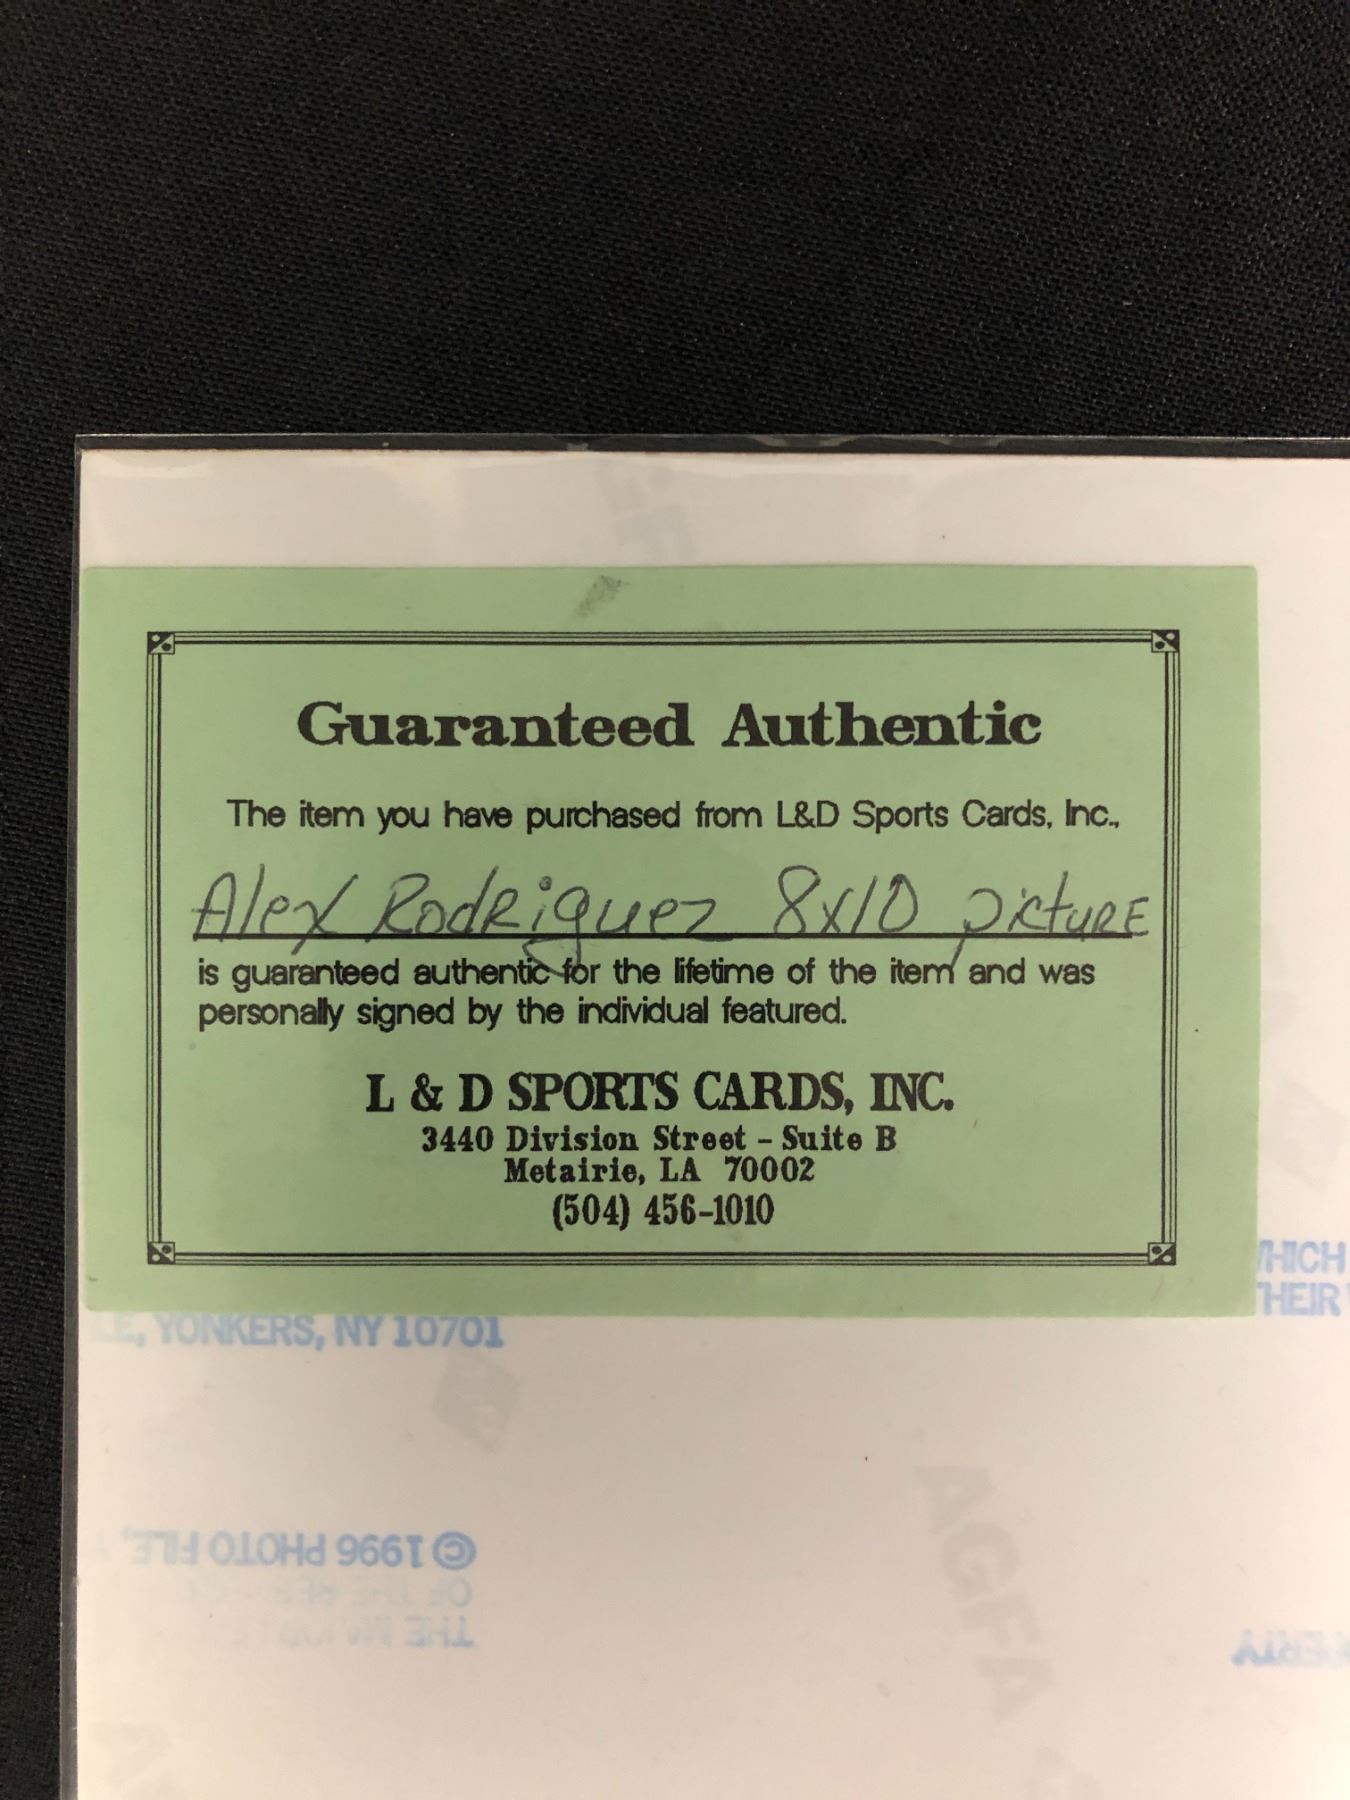 Guaranteed Authentic
The item you have purchased from L&D Sports Cards, Inc.,
Alex Rodriguez 8x10 picture
is guaranteed authentic for the lifetime of the item and was
personally signed by the individual featured.
L & D SPORTS CARDS, INC.
3440 Division Street - Suite B
Metairie, LA 70002
(504) 456-1010
YONKERS, NY 10701
© 1996 PHOTO FILE,
THE
AGFA